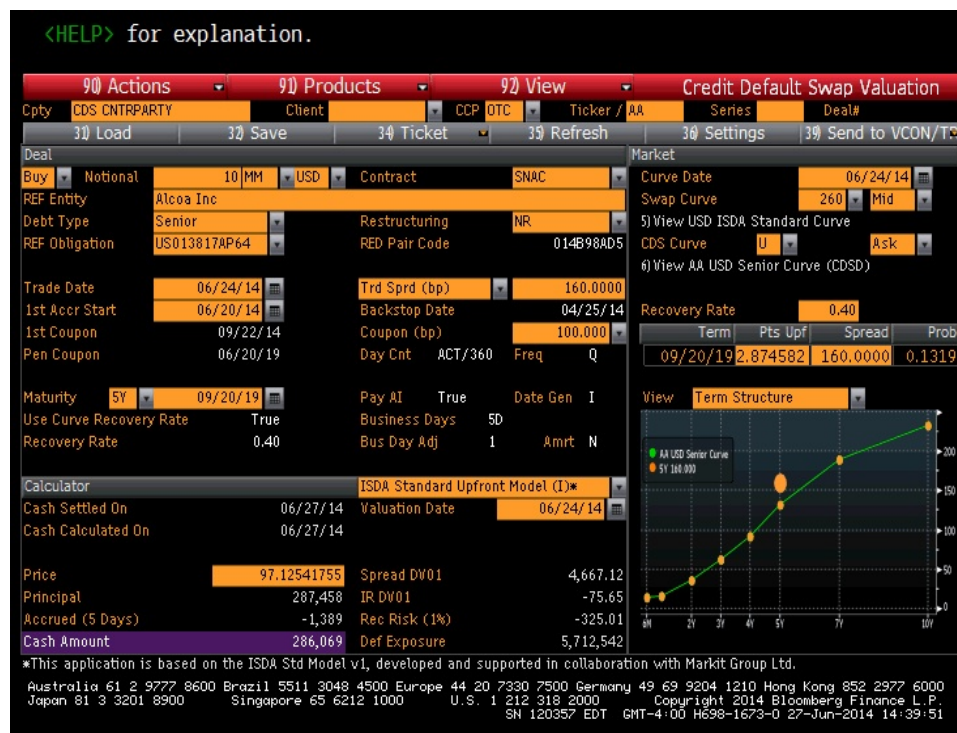 <HELP> for explanation.
90) Actions 91) Products 92) View Credit Default Swap Valuation
Cpty CDS CNTRPARTY Client CCP OTC Ticker / AA Series Deal#
31) Load 32) Save 34) Ticket 35) Refresh 36) Settings 39) Send to VCON/T
Deal Market
Buy Notional 10 MM USD Contract SNAC Curve Date 06/24/14
REF Entity Alcoa Inc Swap Curve 260 Mid
Debt Type Senior Restructuring NR 5) View USD ISDA Standard Curve
REF Obligation US013817AP64 RED Pair Code 014B98AD5 CDS Curve U Ask
6) View AA USD Senior Curve (CDSD)
Trade Date 06/24/14 Trd Sprd (bp) 160.0000
1st Accr Start 06/20/14 Backstop Date 04/25/14 Recovery Rate 0.40
1st Coupon 09/22/14 Coupon (bp) 100.000 Term Pts Upf Spread Prob
Pen Coupon 06/20/19 Day Cnt ACT/360 Freq Q 09/20/19 2.874582 160.0000 0.1319
Maturity 5Y 09/20/19 Pay AI True Date Gen I View Term Structure
Use Curve Recovery Rate True Business Days 5D
Recovery Rate 0.40 Bus Day Adj 1 Amrt N
AA USD Senior Curve
5Y 160.000
200
150
100
50
0
6M 2Y 3Y 4Y 5Y 7Y 10Y
Calculator ISDA Standard Upfront Model (I)*
Cash Settled On 06/27/14 Valuation Date 06/24/14
Cash Calculated On 06/27/14
Price 97.12541755 Spread DV01 4,667.12
Principal 287,458 IR DV01 -75.65
Accrued (5 Days) -1,389 Rec Risk (1%) -325.01
Cash Amount 286,069 Def Exposure 5,712,542
*This application is based on the ISDA Std Model v1, developed and supported in collaboration with Markit Group Ltd.
Australia 61 2 9777 8600 Brazil 5511 3048 4500 Europe 44 20 7330 7500 Germany 49 69 9204 1210 Hong Kong 852 2977 6000
Japan 81 3 3201 8900 Singapore 65 6212 1000 U.S. 1 212 318 2000 Copyright 2014 Bloomberg Finance L.P.
SN 120357 EDT GMT-4:00 H698-1673-0 27-Jun-2014 14:39:51